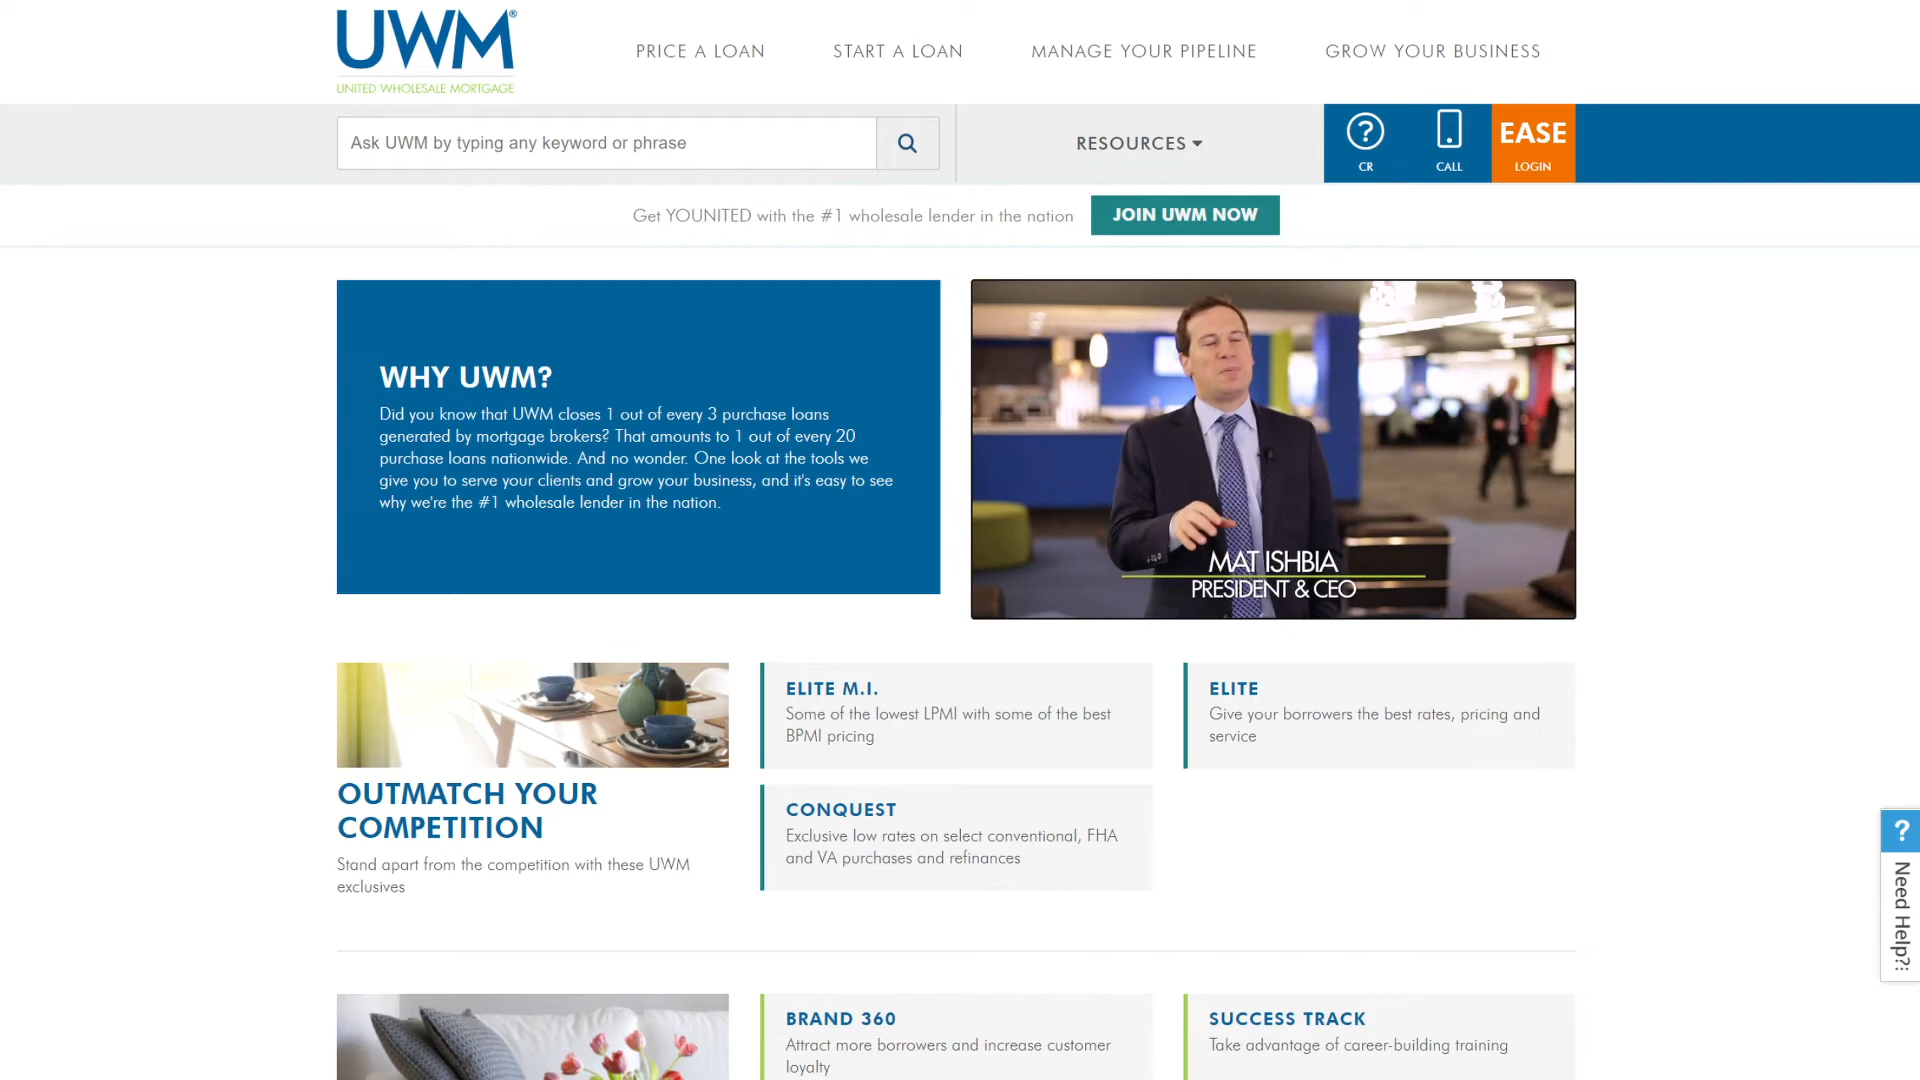 UWM®
UNITED WHOLESALE MORTGAGE
PRICE A LOAN
START A LOAN
MANAGE YOUR PIPELINE
GROW YOUR BUSINESS
Ask UWM by typing any keyword or phrase
RESOURCES
?
CR
CALL
EASE
LOGIN
Get YOUNITED with the #1 wholesale lender in the nation
JOIN UWM NOW
WHY UWM?
Did you know that UWM closes 1 out of every 3 purchase loans
generated by mortgage brokers? That amounts to 1 out of every 20
purchase loans nationwide. And no wonder. One look at the tools we
give you to serve your clients and grow your business, and it's easy to see
why we're the #1 wholesale lender in the nation.
MAT ISHBIA
PRESIDENT & CEO
OUTMATCH YOUR
COMPETITION
Stand apart from the competition with these UWM
exclusives
ELITE M.I.
Some of the lowest LPMI with some of the best
BPMI pricing
ELITE
Give your borrowers the best rates, pricing and
service
CONQUEST
Exclusive low rates on select conventional, FHA
and VA purchases and refinances
?
Need Help?:
BRAND 360
Attract more borrowers and increase customer
loyalty
SUCCESS TRACK
Take advantage of career-building training